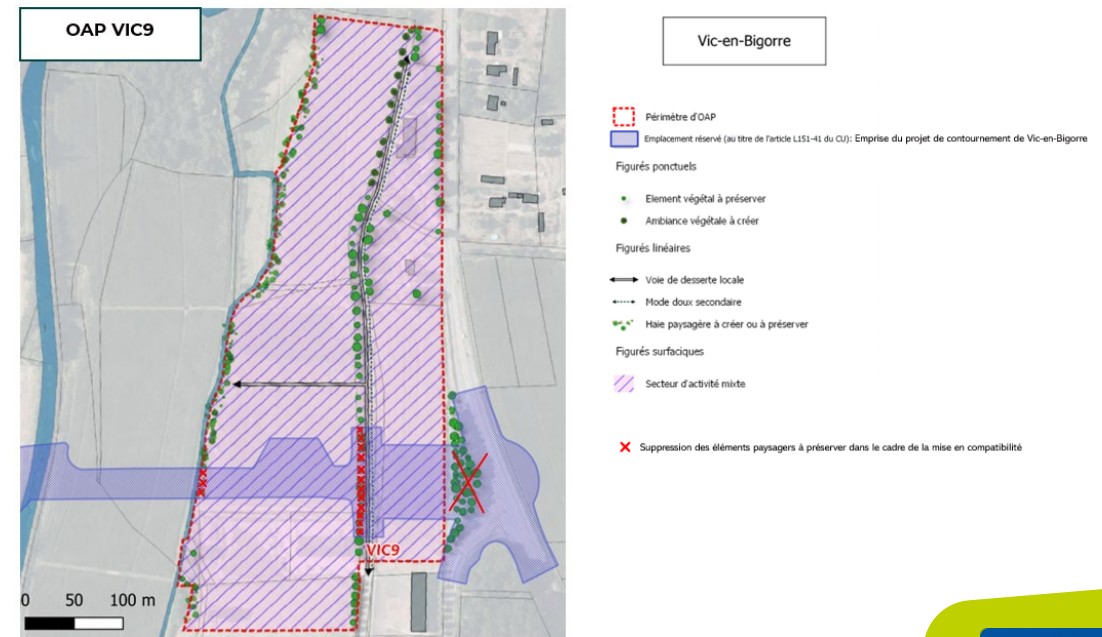 OAP VIC9
Vic-en-Bigorre
Périmètre d'OAP
Emplacement réservé (au titre de l'article L151-41 du CU): Emprise du projet de contournement de Vic-en-Bigorre
Figurés ponctuels
Element végétal à préserver
Ambiance végétale à créer
Figurés linéaires
Voie de desserte locale
Mode doux secondaire
Haie paysagère à créer ou à préserver
Figurés surfaciques
Secteur d'activité mixte
Suppression des éléments paysagers à préserver dans le cadre de la mise en compatibilité
VIC9
0 50 100 m